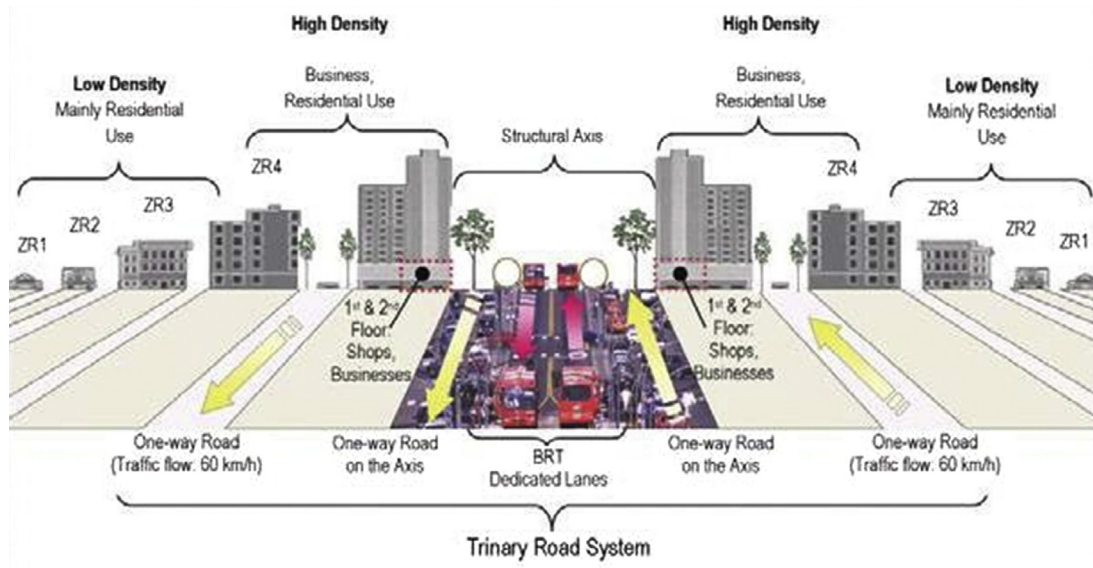 High Density
High Density
Low Density
Mainly Residential
Use
Business,
Residential Use
Structural Axis
Business,
Residential Use
Low Density
Mainly Residential
Use
ZR1
ZR2
ZR3
ZR4
ZR4
ZR3
ZR2
ZR1
1st & 2nd
Floor:
Shops,
Businesses
1st & 2nd
Floor:
Shops,
Businesses
One-way Road
(Traffic flow: 60 km/h)
One-way Road
on the Axis
BRT
Dedicated Lanes
One-way Road
on the Axis
One-way Road
(Traffic flow: 60 km/h)
Trinary Road System